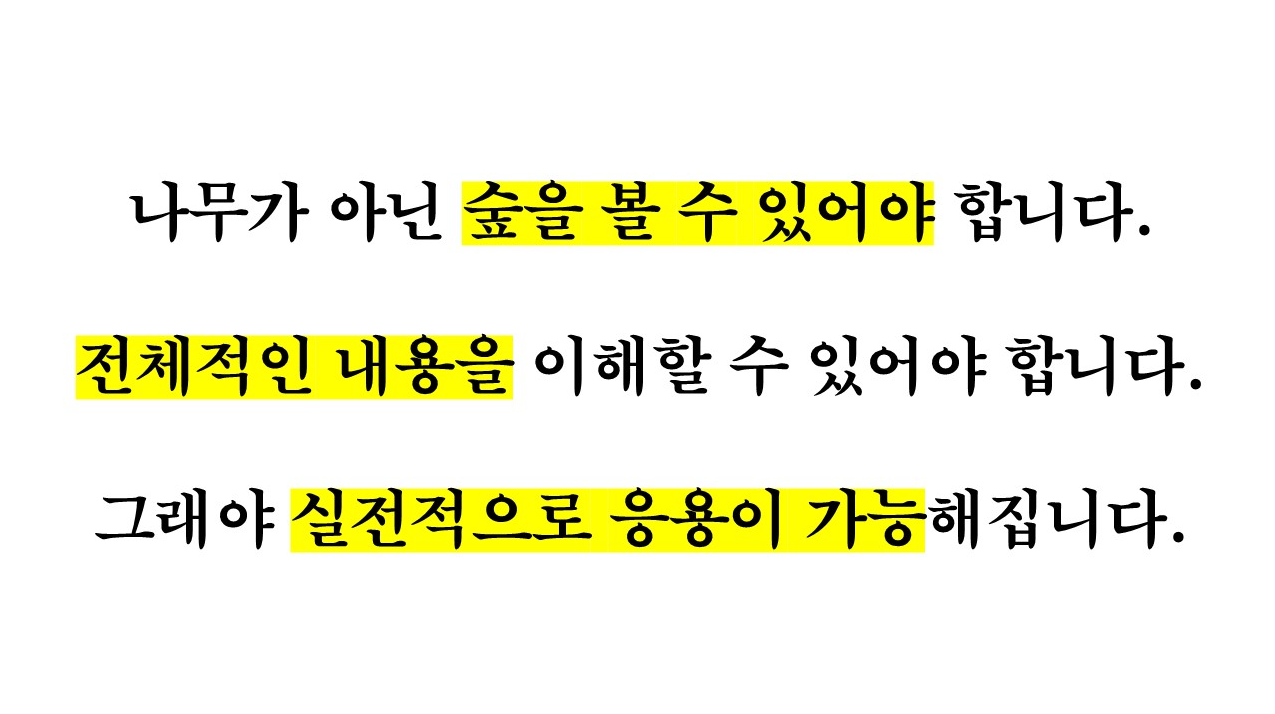 나무가 아닌 숲을 볼 수 있어야 합니다.
전체적인 내용을 이해할 수 있어야 합니다.
그래야 실전적으로 응용이 가능해집니다.